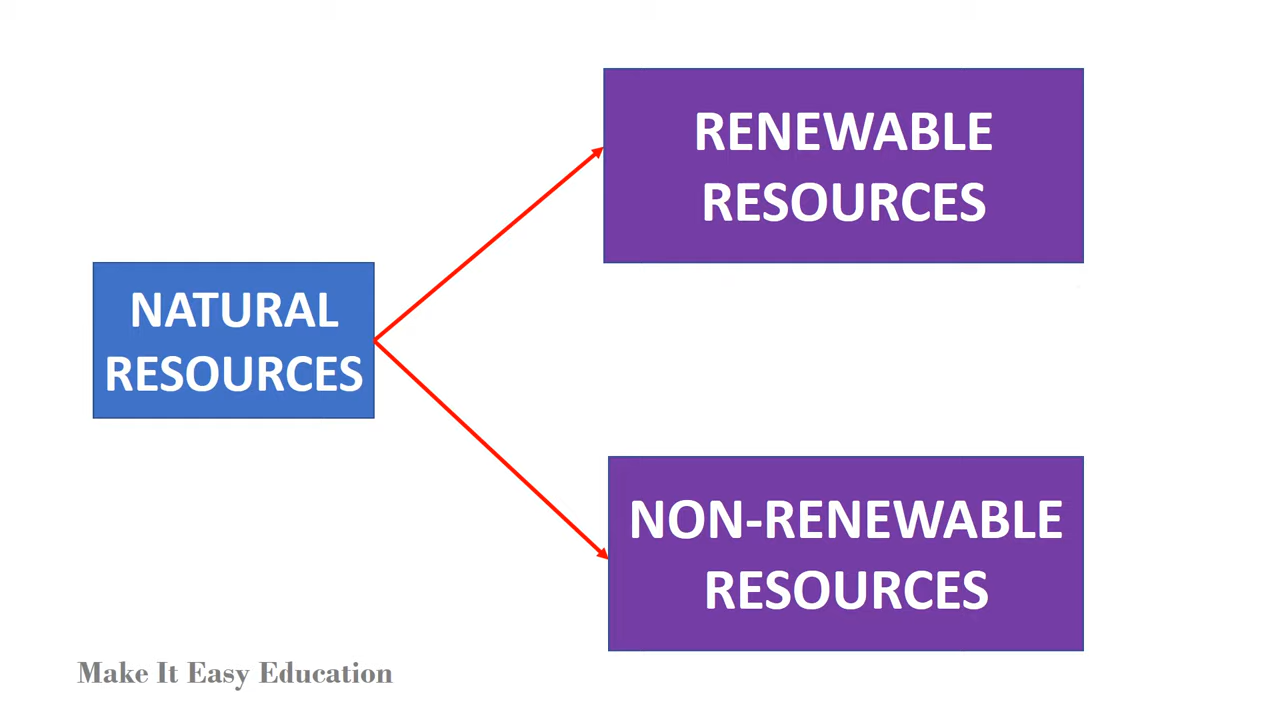 NATURAL
RESOURCES
RENEWABLE
RESOURCES
NON-RENEWABLE
RESOURCES
Make It Easy Education